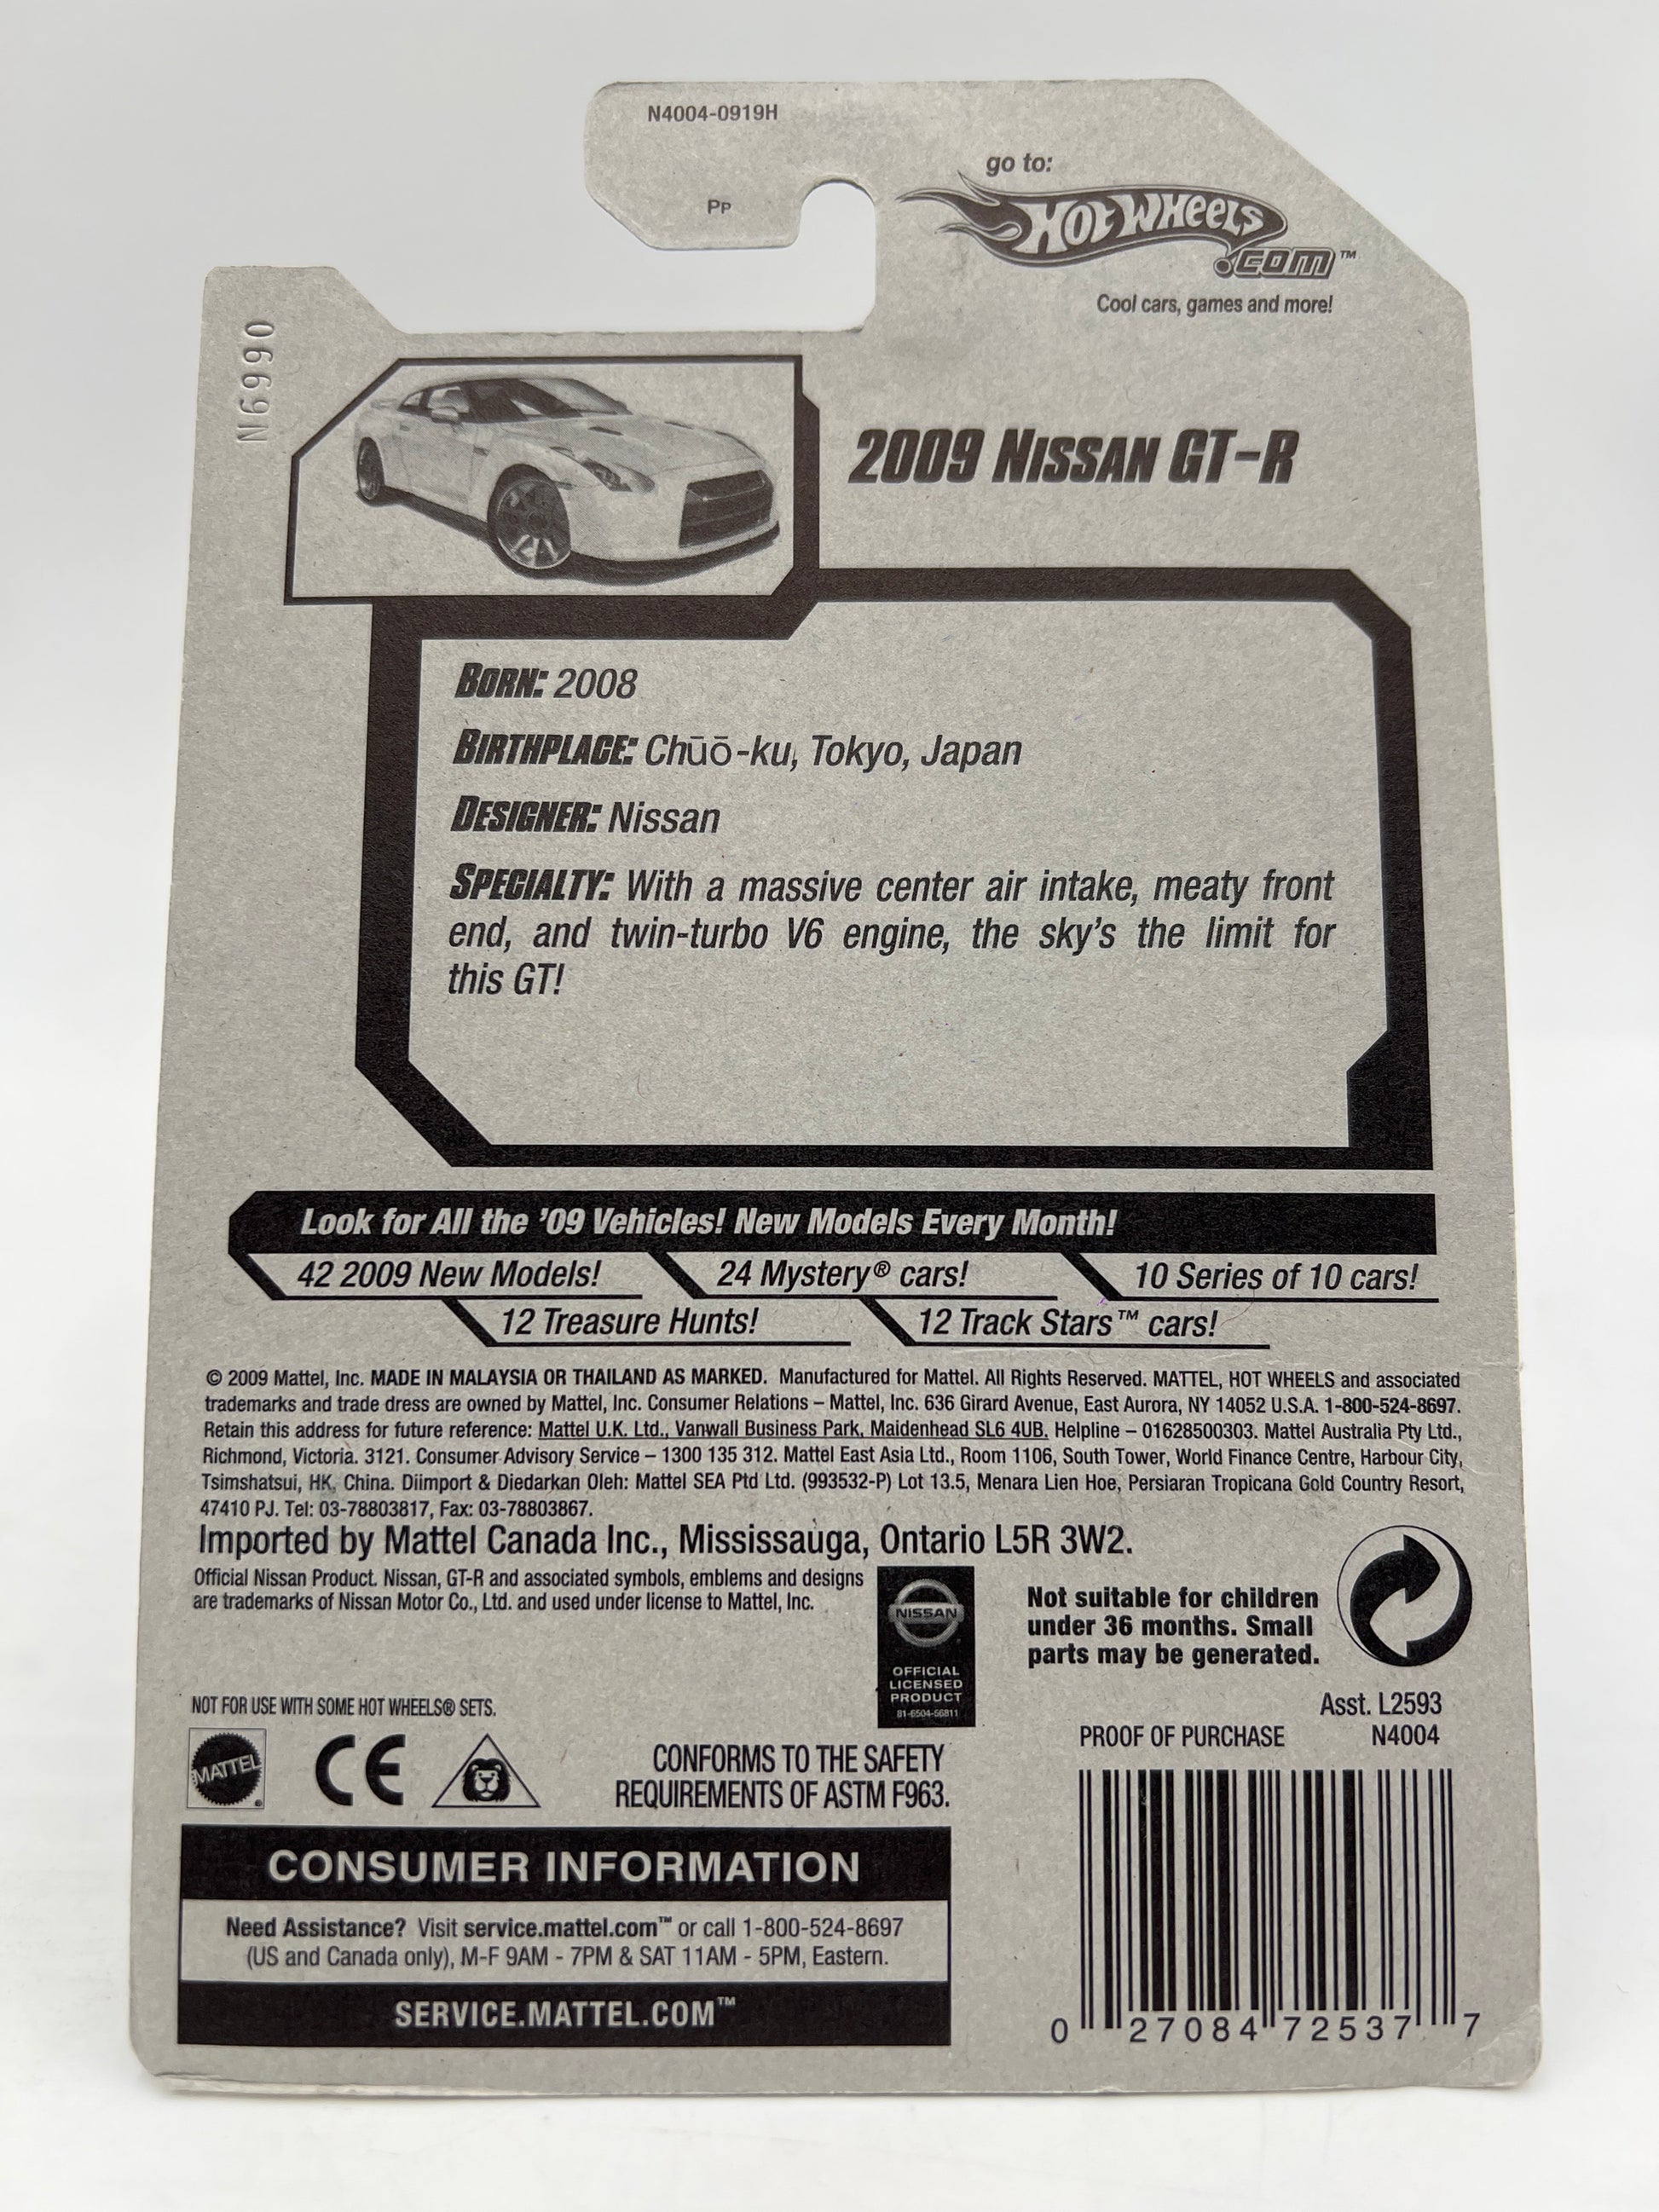 N4004-0919H
PP
go to:
HOT WHEELS
.COM™
Cool cars, games and more!
N6990
2009 NISSAN GT-R
BORN: 2008
BIRTHPLACE: Chūō-ku, Tokyo, Japan
DESIGNER: Nissan
SPECIALTY: With a massive center air intake, meaty front
end, and twin-turbo V6 engine, the sky's the limit for
this GT!
Look for All the '09 Vehicles! New Models Every Month!
42 2009 New Models! 24 Mystery® cars! 10 Series of 10 cars!
12 Treasure Hunts! 12 Track Stars™ cars!
© 2009 Mattel, Inc. MADE IN MALAYSIA OR THAILAND AS MARKED. Manufactured for Mattel. All Rights Reserved. MATTEL, HOT WHEELS and associated
trademarks and trade dress are owned by Mattel, Inc. Consumer Relations – Mattel, Inc. 636 Girard Avenue, East Aurora, NY 14052 U.S.A. 1-800-524-8697.
Retain this address for future reference: Mattel U.K. Ltd., Vanwall Business Park, Maidenhead SL6 4UB. Helpline – 01628500303. Mattel Australia Pty Ltd.,
Richmond, Victoria. 3121. Consumer Advisory Service – 1300 135 312. Mattel East Asia Ltd., Room 1106, South Tower, World Finance Centre, Harbour City,
Tsimshatsui, HK, China. Diimport & Diedarkan Oleh: Mattel SEA Ptd Ltd. (993532-P) Lot 13.5, Menara Lien Hoe, Persiaran Tropicana Gold Country Resort,
47410 PJ. Tel: 03-78803817, Fax: 03-78803867.
Imported by Mattel Canada Inc., Mississauga, Ontario L5R 3W2.
Official Nissan Product. Nissan, GT-R and associated symbols, emblems and designs
are trademarks of Nissan Motor Co., Ltd. and used under license to Mattel, Inc.
NISSAN
OFFICIAL
LICENSED
PRODUCT
81-6504-56811
Not suitable for children
under 36 months. Small
parts may be generated.
NOT FOR USE WITH SOME HOT WHEELS® SETS.
MATTEL ®
CE
CONFORMS TO THE SAFETY
REQUIREMENTS OF ASTM F963.
Asst. L2593
PROOF OF PURCHASE N4004
CONSUMER INFORMATION
Need Assistance? Visit service.mattel.com™ or call 1-800-524-8697
(US and Canada only), M-F 9AM - 7PM & SAT 11AM - 5PM, Eastern.
SERVICE.MATTEL.COM™
0 27084 72537 7